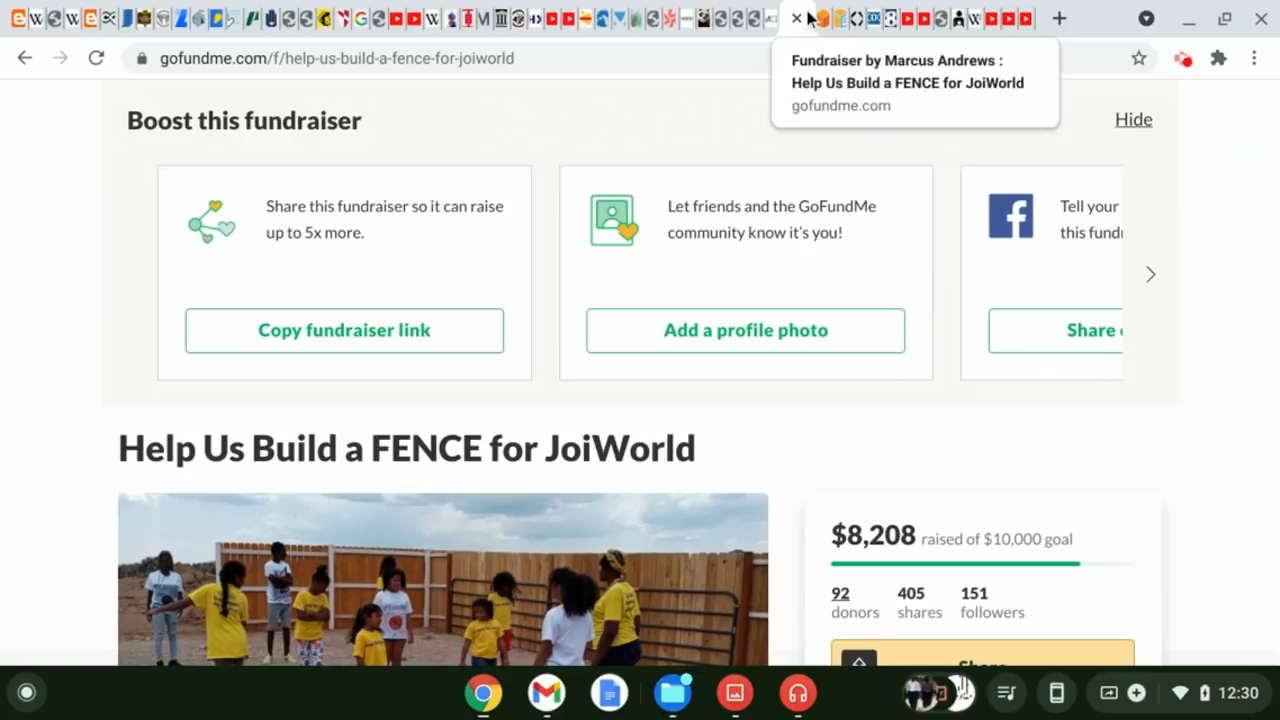 gofundme.com/f/help-us-build-a-fence-for-joiworld
Fundraiser by Marcus Andrews :
Help Us Build a FENCE for JoiWorld
gofundme.com
Boost this fundraiser
Hide
Share this fundraiser so it can raise
up to 5x more.
Copy fundraiser link
Let friends and the GoFundMe
community know it's you!
Add a profile photo
Tell your
this fund
Share
Help Us Build a FENCE for JoiWorld
$8,208 raised of $10,000 goal
92 donors
405 shares
151 followers
Share
12:30